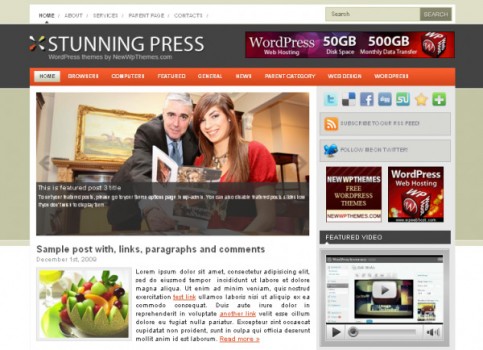 HOME / ABOUT / SERVICES / PARENT PAGE / CONTACTS /
Search SEARCH
STUNNING PRESS
WordPress themes by NewWpThemes.com
WordPress
Web Hosting
50GB
Disk Space
500GB
Monthly Data Transfer
HOME BUSINESS COMPUTERS FEATURED GENERAL NEWS PARENT CATEGORY WEB DESIGN WORDPRESS
SUBSCRIBE TO OUR RSS FEED!
FOLLOW ME ON TWITTER!
This is featured post 3 title
To set your featured posts, please go to your theme options page in wp-admin. You can also disable featured posts
if you don't wish to display them.
NEWWPTHEMES
FREE
WORDPRESS
THEMES
NEWWPTHEMES.COM
WordPress
Web Hosting
FEATURED VIDEO
Sample post with, links, paragraphs and comments
December 1st, 2009
Lorem ipsum dolor sit amet, consectetur adipisicing elit,
sed do eiusmod tempor incididunt ut labore et dolore
magna aliqua. Ut enim ad minim veniam, quis nostrud
exercitation text link ullamco laboris nisi ut aliquip ex ea
commodo consequat. Duis aute irure dolor in
reprehenderit in voluptate another link velit esse cillum
dolore eu fugiat nulla pariatur. Excepteur sint occaecat
cupidatat non proident, sunt in culpa qui officia deserunt
mollit anim id est laborum. Read more »